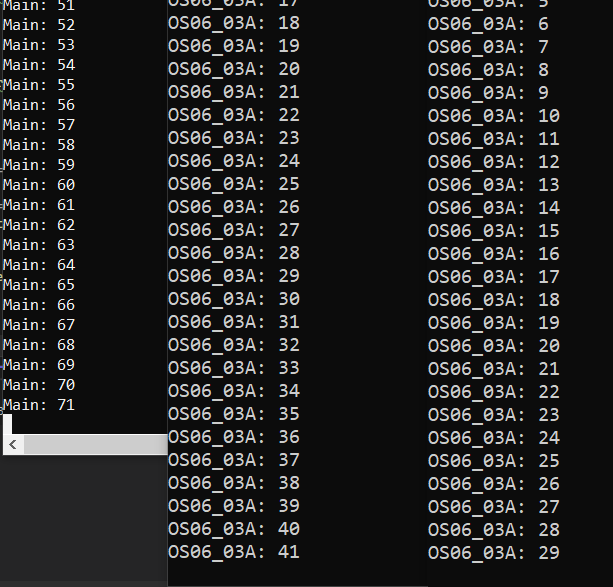 Main: 51
Main: 52
Main: 53
Main: 54
Main: 55
Main: 56
Main: 57
Main: 58
Main: 59
Main: 60
Main: 61
Main: 62
Main: 63
Main: 64
Main: 65
Main: 66
Main: 67
Main: 68
Main: 69
Main: 70
Main: 71
OS06_03A: 17
OS06_03A: 18
OS06_03A: 19
OS06_03A: 20
OS06_03A: 21
OS06_03A: 22
OS06_03A: 23
OS06_03A: 24
OS06_03A: 25
OS06_03A: 26
OS06_03A: 27
OS06_03A: 28
OS06_03A: 29
OS06_03A: 30
OS06_03A: 31
OS06_03A: 32
OS06_03A: 33
OS06_03A: 34
OS06_03A: 35
OS06_03A: 36
OS06_03A: 37
OS06_03A: 38
OS06_03A: 39
OS06_03A: 40
OS06_03A: 41
OS06_03A: 5
OS06_03A: 6
OS06_03A: 7
OS06_03A: 8
OS06_03A: 9
OS06_03A: 10
OS06_03A: 11
OS06_03A: 12
OS06_03A: 13
OS06_03A: 14
OS06_03A: 15
OS06_03A: 16
OS06_03A: 17
OS06_03A: 18
OS06_03A: 19
OS06_03A: 20
OS06_03A: 21
OS06_03A: 22
OS06_03A: 23
OS06_03A: 24
OS06_03A: 25
OS06_03A: 26
OS06_03A: 27
OS06_03A: 28
OS06_03A: 29